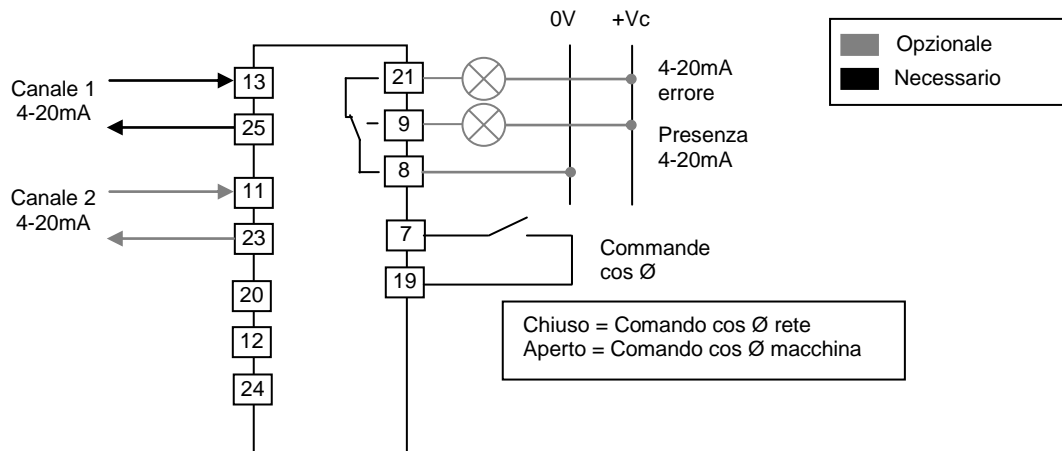 0V +Vc
Opzionale
Necessario
Canale 1
4-20mA
13
25
21
9
8
4-20mA
errore
Presenza
4-20mA
Canale 2
4-20mA
11
23
7
19
Commande
cos Ø
20
12
24
Chiuso = Comando cos Ø rete
Aperto = Comando cos Ø macchina